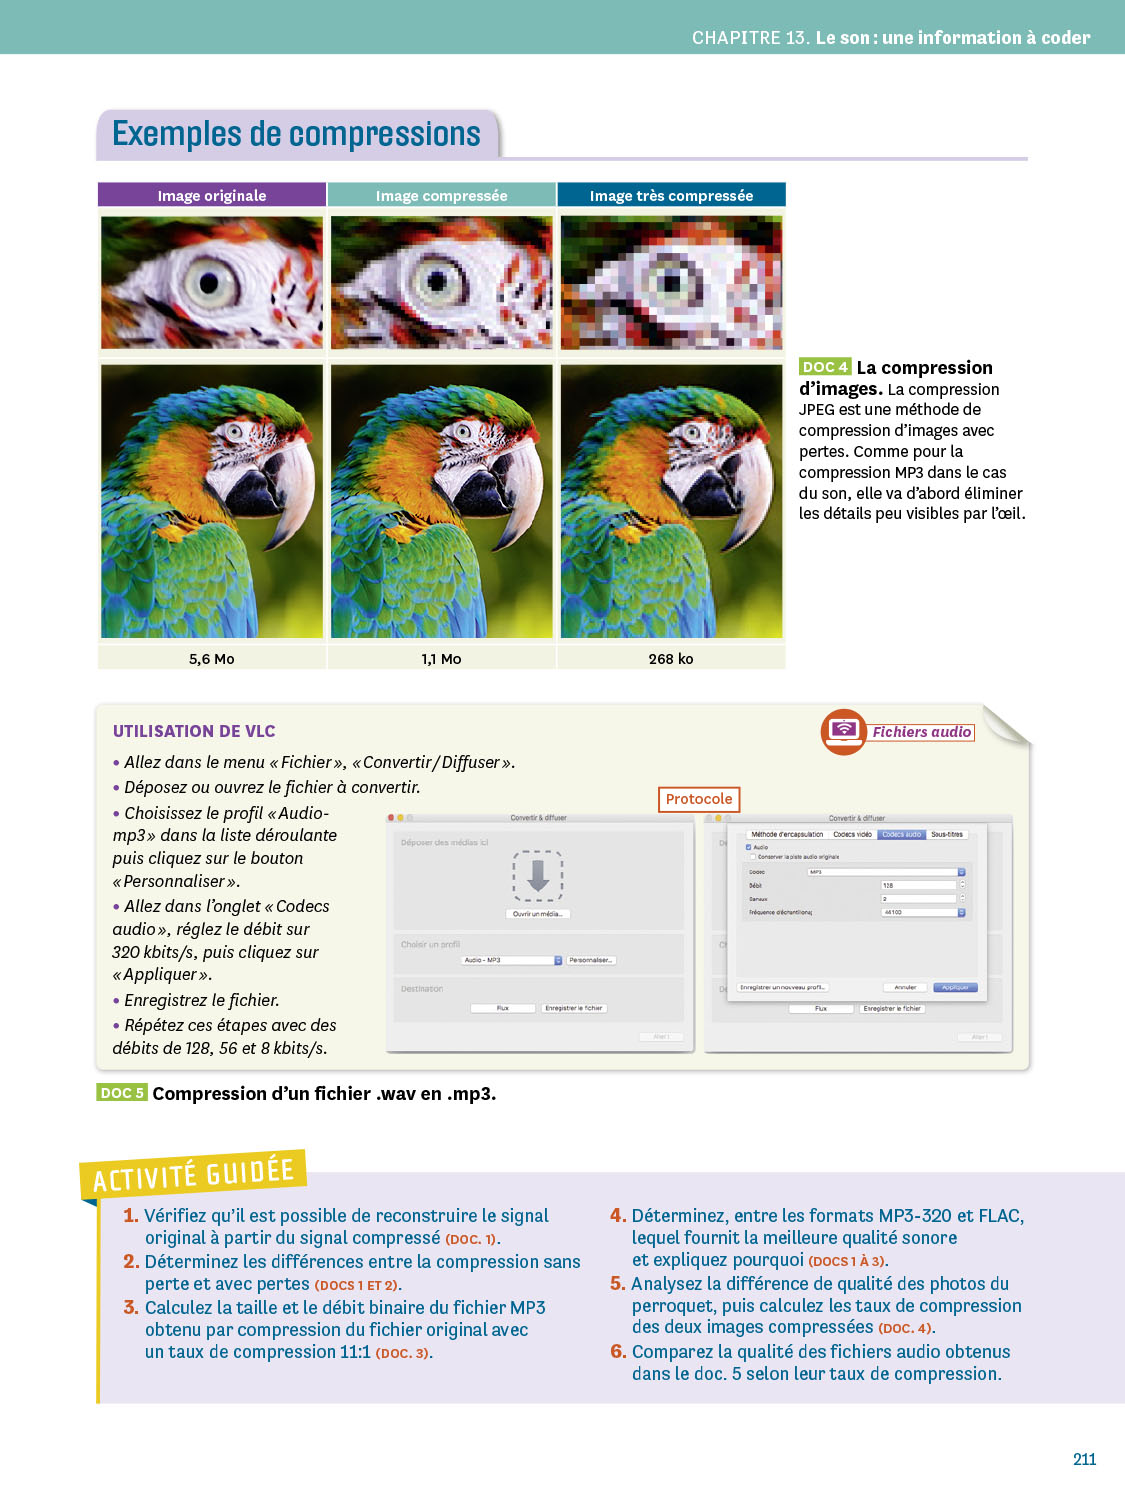 CHAPITRE 13. Le son : une information à coder
Exemples de compressions
Image originale
Image compressée
Image très compressée
5,6 Mo
1,1 Mo
268 ko
DOC 4 La compression
d'images. La compression
JPEG est une méthode de
compression d'images avec
pertes. Comme pour la
compression MP3 dans le cas
du son, elle va d'abord éliminer
les détails peu visibles par l'œil.
UTILISATION DE VLC
Fichiers audio
• Allez dans le menu « Fichier », « Convertir / Diffuser ».
• Déposez ou ouvrez le fichier à convertir.
• Choisissez le profil « Audio-
mp3 » dans la liste déroulante
puis cliquez sur le bouton
« Personnaliser ».
• Allez dans l'onglet « Codecs
audio », réglez le débit sur
320 kbits/s, puis cliquez sur
« Appliquer ».
• Enregistrez le fichier.
• Répétez ces étapes avec des
débits de 128, 56 et 8 kbits/s.
Protocole
Convertir & diffuser
Déposer des médias ici
Ouvrir un média...
Choisir un profil
Audio - MP3
Personnaliser...
Destination
Flux
Enregistrer le fichier
Aller !
Convertir & diffuser
Méthode d'encapsulation
Codecs vidéo
Codecs audio
Sous-titres
Audio
Conserver la piste audio originale
Codec
MP3
Débit
128
Canaux
2
Fréquence d'échantillonag
44100
Enregistrer un nouveau profil...
Annuler
Appliquer
Flux
Enregistrer le fichier
Aller !
DOC 5 Compression d'un fichier .wav en .mp3.
ACTIVITÉ GUIDÉE
1. Vérifiez qu'il est possible de reconstruire le signal
original à partir du signal compressé (DOC. 1).
2. Déterminez les différences entre la compression sans
perte et avec pertes (DOCS 1 ET 2).
3. Calculez la taille et le débit binaire du fichier MP3
obtenu par compression du fichier original avec
un taux de compression 11:1 (DOC. 3).
4. Déterminez, entre les formats MP3-320 et FLAC,
lequel fournit la meilleure qualité sonore
et expliquez pourquoi (DOCS 1 À 3).
5. Analysez la différence de qualité des photos du
perroquet, puis calculez les taux de compression
des deux images compressées (DOC. 4).
6. Comparez la qualité des fichiers audio obtenus
dans le doc. 5 selon leur taux de compression.
211